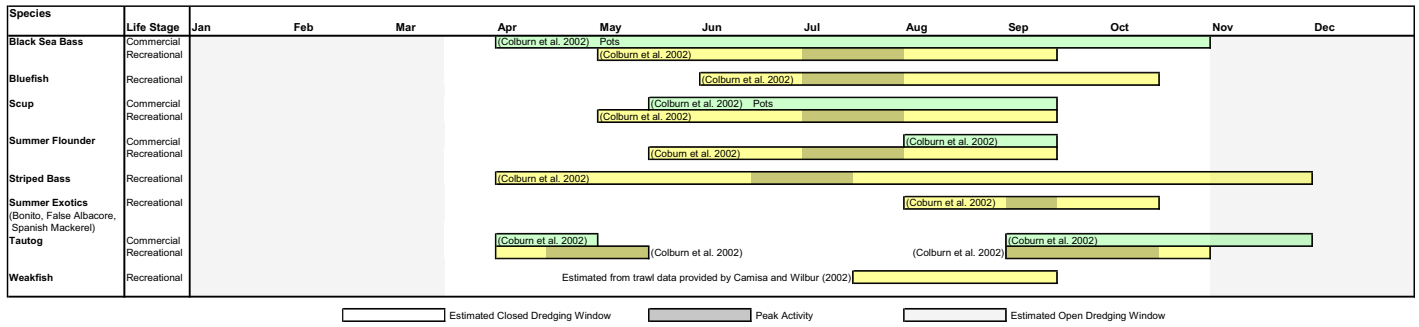 Species
Life Stage Jan Feb Mar Apr May Jun Jul Aug Sep Oct Nov Dec
Black Sea Bass Commercial (Colburn et al. 2002) Pots
Recreational (Colburn et al. 2002)
Bluefish Recreational (Colburn et al. 2002)
Scup Commercial (Colburn et al. 2002) Pots
Recreational (Colburn et al. 2002)
Summer Flounder Commercial (Colburn et al. 2002)
Recreational (Coburn et al. 2002)
Striped Bass Recreational (Colburn et al. 2002)
Summer Exotics Recreational (Coburn et al. 2002)
(Bonito, False Albacore,
Spanish Mackerel)
Tautog Commercial (Coburn et al. 2002) (Colburn et al. 2002)
Recreational (Colburn et al. 2002) (Colburn et al. 2002)
Weakfish Recreational Estimated from trawl data provided by Camisa and Wilbur (2002)
Estimated Closed Dredging Window Peak Activity Estimated Open Dredging Window